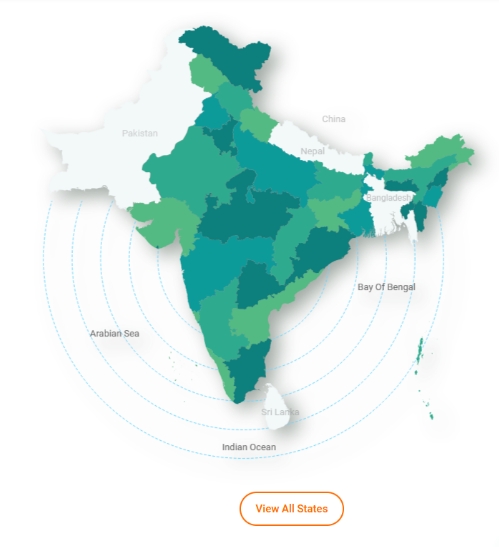 China
Pakistan
Nepal
Bangladesh
Bay Of Bengal
Arabian Sea
Sri Lanka
Indian Ocean
View All States